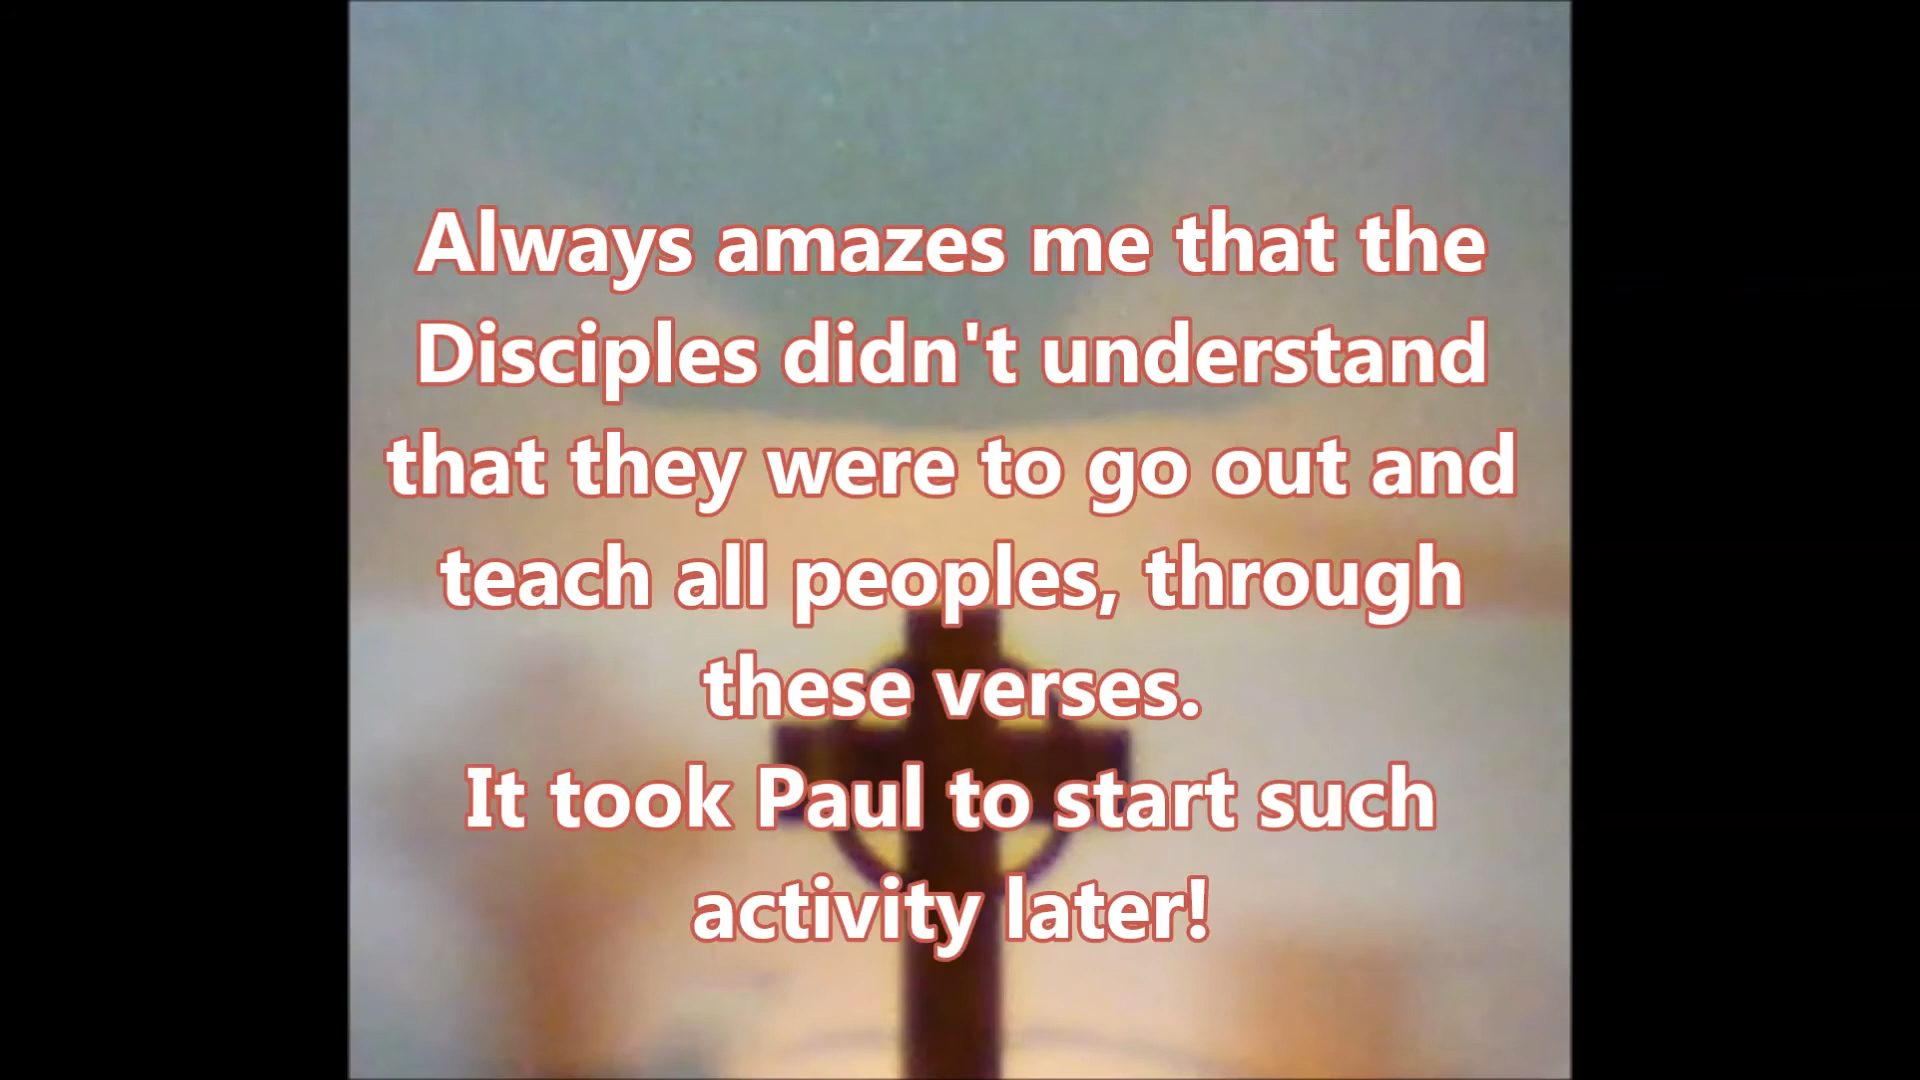 Always amazes me that the
Disciples didn't understand
that they were to go out and
teach all peoples, through
these verses.
It took Paul to start such
activity later!